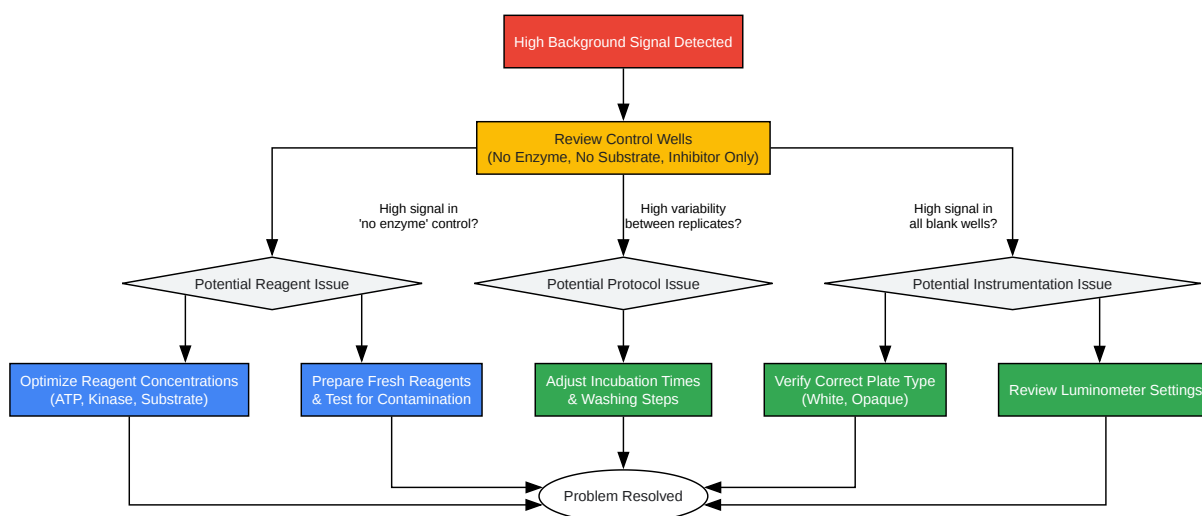 High Background Signal Detected
Review Control Wells
(No Enzyme, No Substrate, Inhibitor Only)
High signal in
'no enzyme' control?
High variability
between replicates?
High signal in
all blank wells?
Potential Reagent Issue
Potential Protocol Issue
Potential Instrumentation Issue
Optimize Reagent Concentrations
(ATP, Kinase, Substrate)
Prepare Fresh Reagents
& Test for Contamination
Adjust Incubation Times
& Washing Steps
Verify Correct Plate Type
(White, Opaque)
Review Luminometer Settings
Problem Resolved